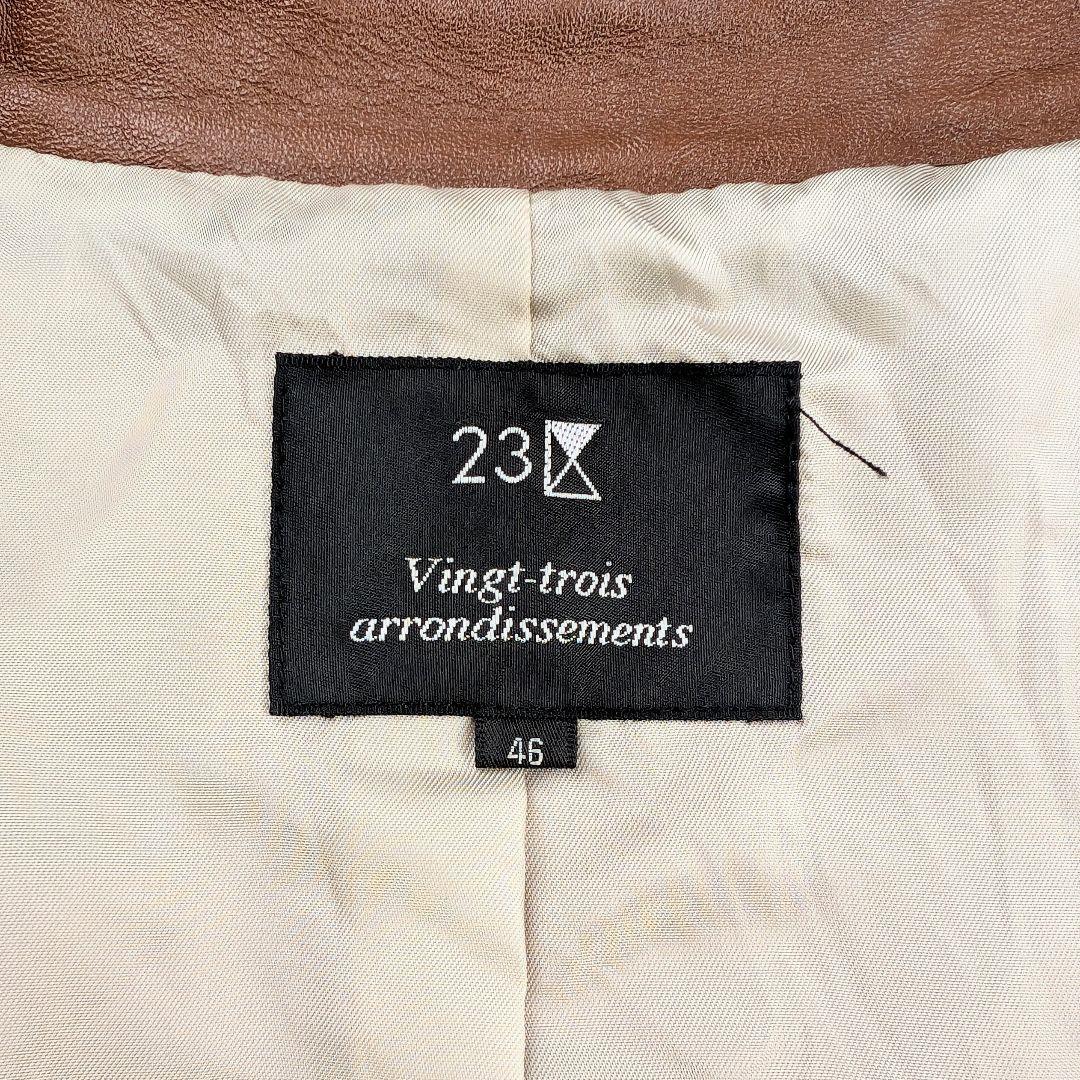 23
Vingt-trois
arrondissements
46